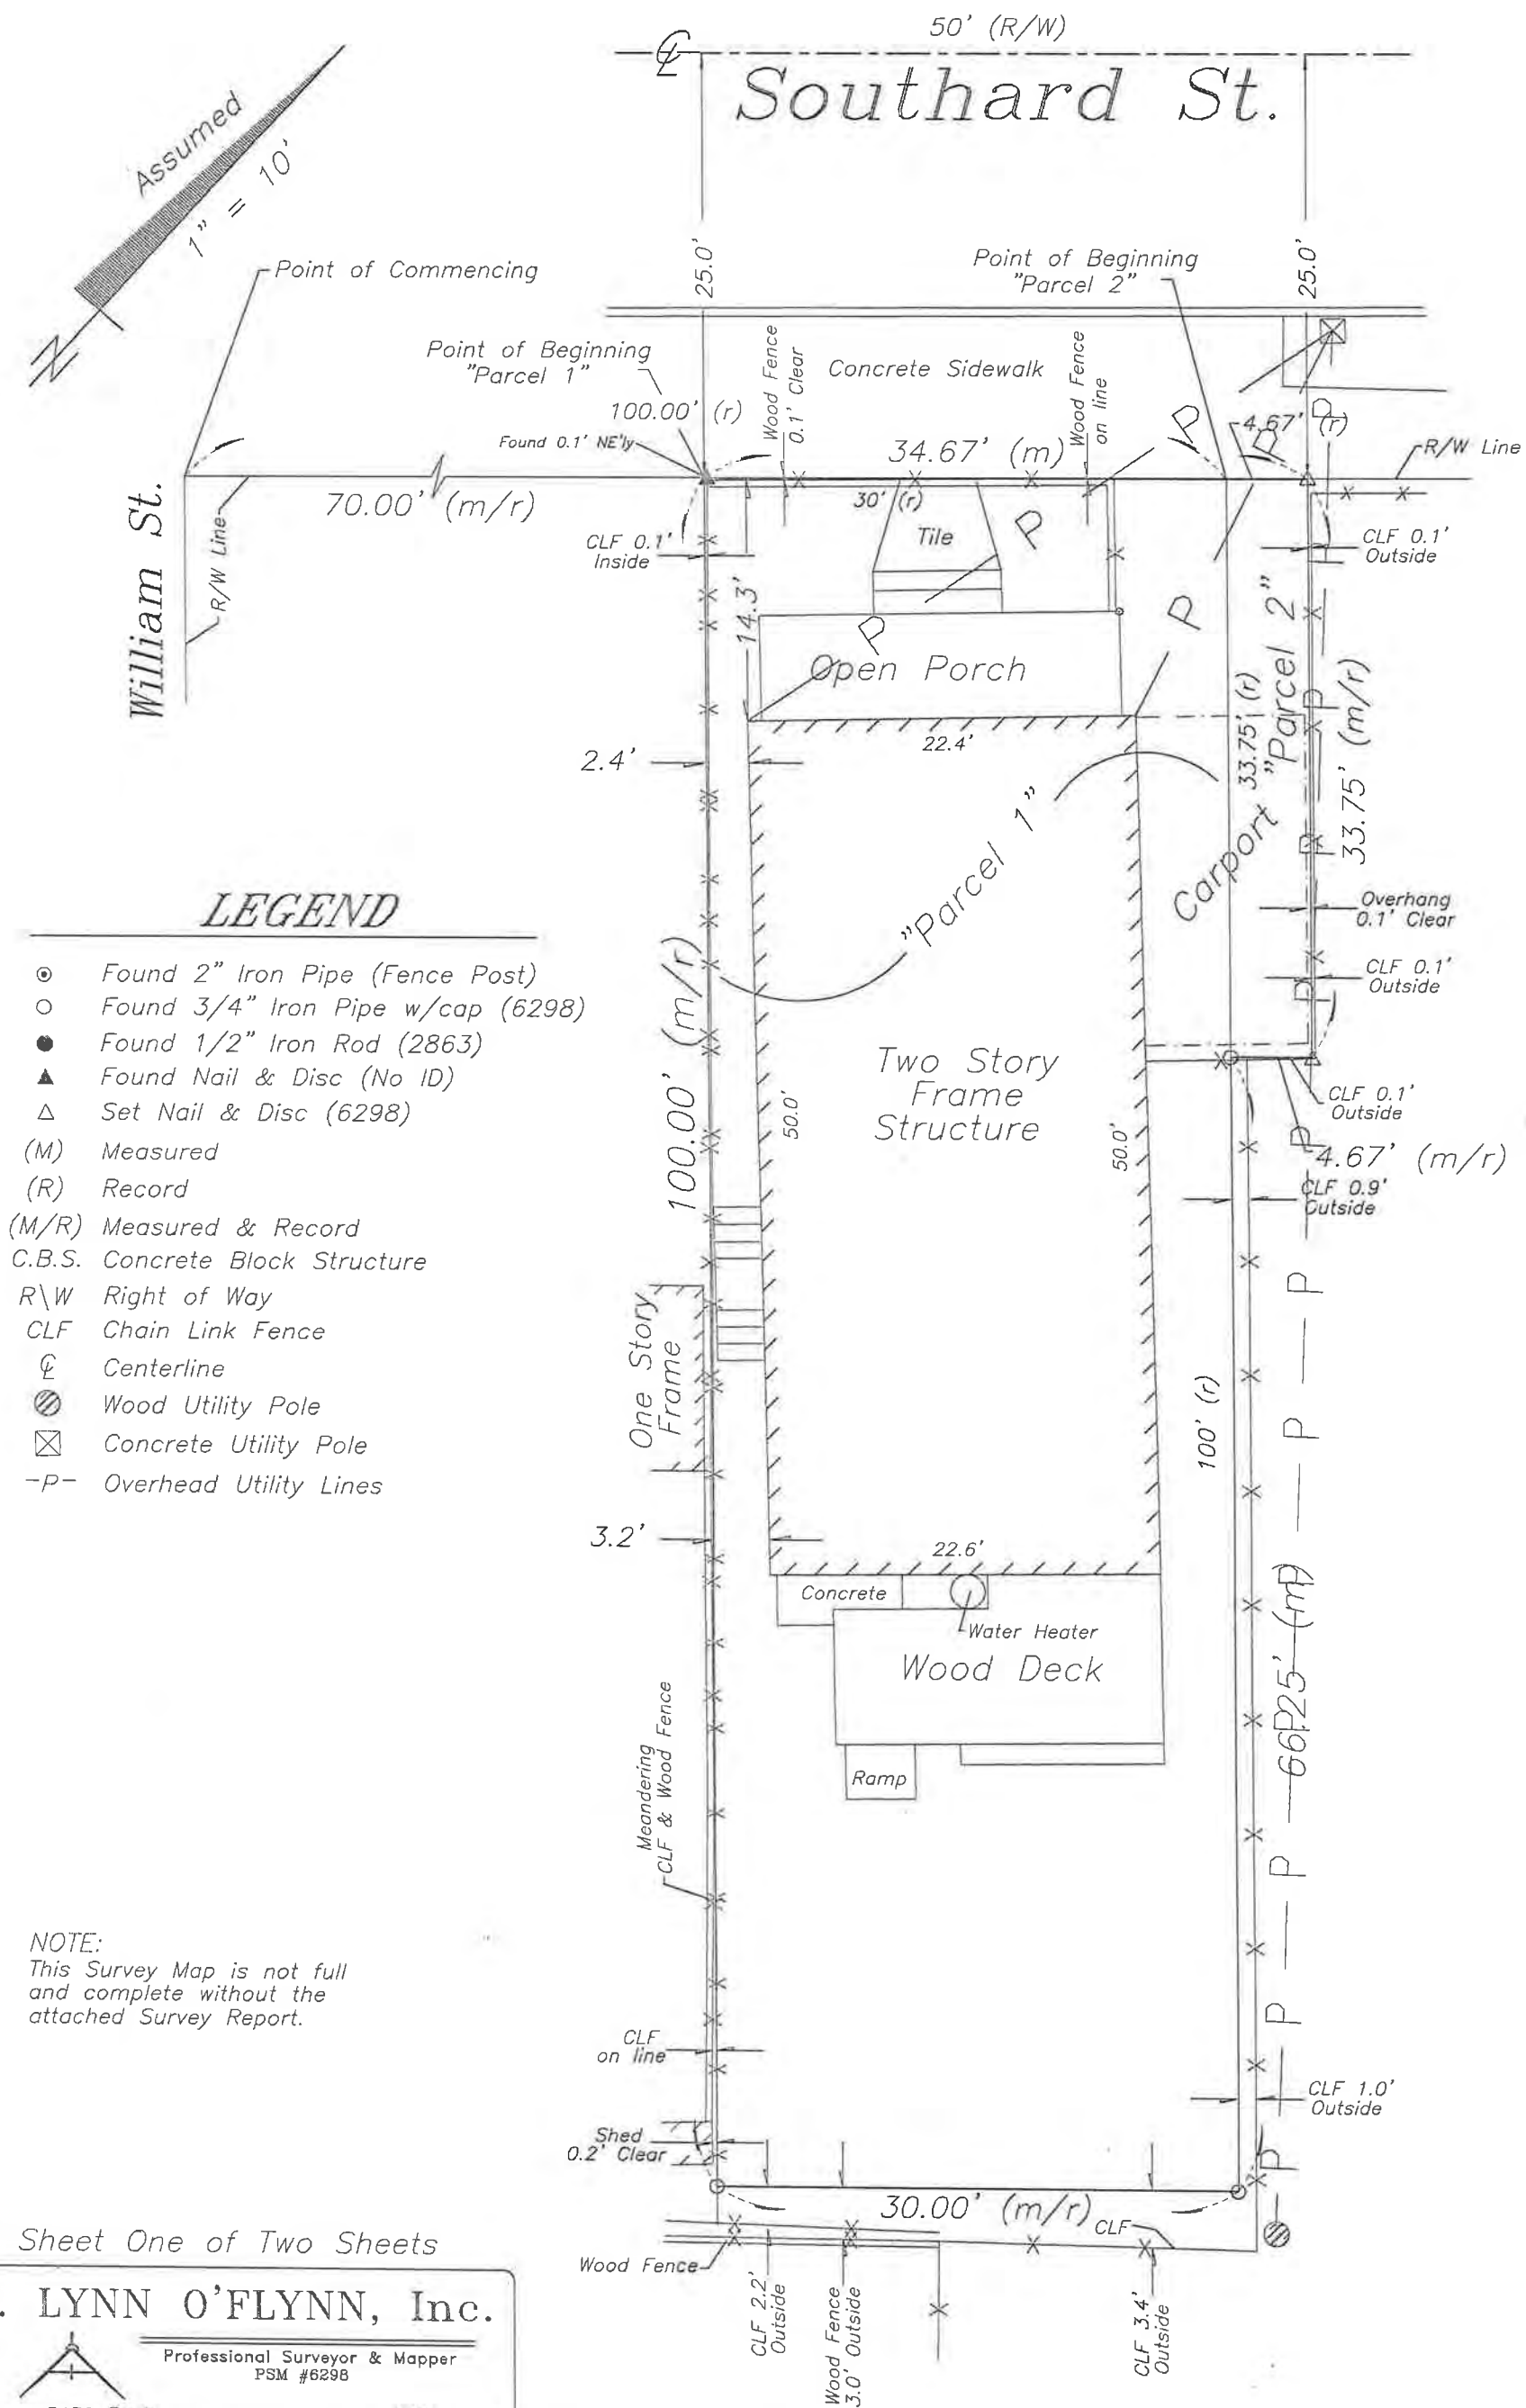 50' (R/W)
Southard St.
Assumed
1" = 10'
N
Point of Commencing
25.0'
Point of Beginning
"Parcel 2"
25.0'
Point of Beginning
"Parcel 1"
Wood Fence
0.1' Clear
Concrete Sidewalk
Wood Fence
on line
100.00' (r)
Found 0.1' NE'ly
34.67' (m)
4.67'
(r)
R/W Line
70.00' (m/r)
30' (r)
William St.
R/W Line
CLF 0.1'
Inside
Tile
CLF 0.1'
Outside
14.3'
Open Porch
P
P
P
P
22.4'
2.4'
33.75' (r)
"Parcel 2"
33.75' (m/r)
"Parcel 1"
Carport
Overhang
0.1' Clear
CLF 0.1'
Outside
LEGEND
Found 2" Iron Pipe (Fence Post)
Found 3/4" Iron Pipe w/cap (6298)
Found 1/2" Iron Rod (2863)
Found Nail & Disc (No ID)
Set Nail & Disc (6298)
(M) Measured
(R) Record
(M/R) Measured & Record
C.B.S. Concrete Block Structure
R\W Right of Way
CLF Chain Link Fence
℄ Centerline
Wood Utility Pole
Concrete Utility Pole
-P- Overhead Utility Lines
100.00' (m/r)
Two Story
Frame
Structure
50.0'
50.0'
CLF 0.1'
Outside
4.67' (m/r)
CLF 0.9'
Outside
One Story
Frame
100' (r)
P
P
3.2'
22.6'
Concrete
Water Heater
Wood Deck
66.25' (m)
Ramp
Meandering
CLF & Wood Fence
P
P
NOTE:
This Survey Map is not full
and complete without the
attached Survey Report.
CLF
on line
CLF 1.0'
Outside
Shed
0.2' Clear
P
30.00' (m/r)
CLF
Wood Fence
CLF 2.2'
Outside
Wood Fence
3.0' Outside
CLF 3.4'
Outside
Sheet One of Two Sheets
. LYNN O'FLYNN, Inc.
Professional Surveyor & Mapper
PSM #6298